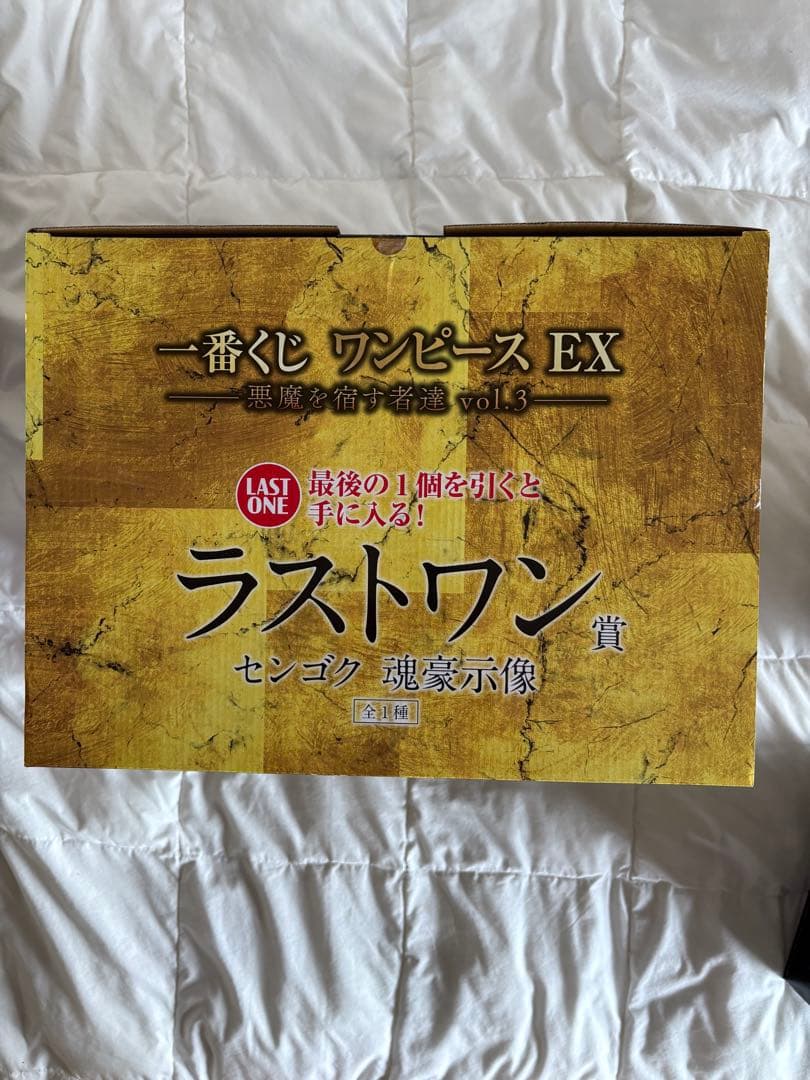 一番くじ ワンピース EX
悪魔を宿す者達 vol.3
LAST ONE
最後の1個を引くと
手に入る!
ラストワン賞
センゴク 魂豪示像
全1種